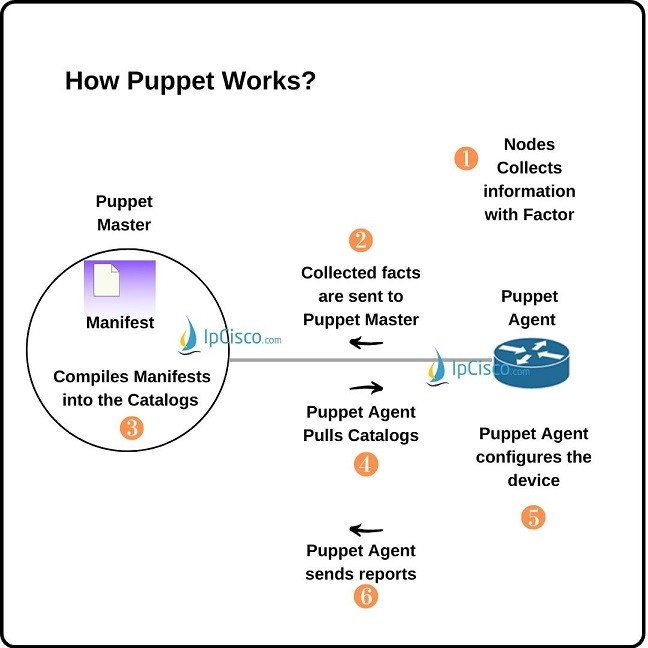 How Puppet Works?
1
Nodes
Collects
information
with Factor
Puppet
Master
2
Collected facts
are sent to
Puppet Master
Puppet
Agent
Manifest
IpCisco.com
IpCisco.com
Compiles Manifests
into the Catalogs
3
Puppet Agent
Pulls Catalogs
4
Puppet Agent
configures the
device
5
Puppet Agent
sends reports
6